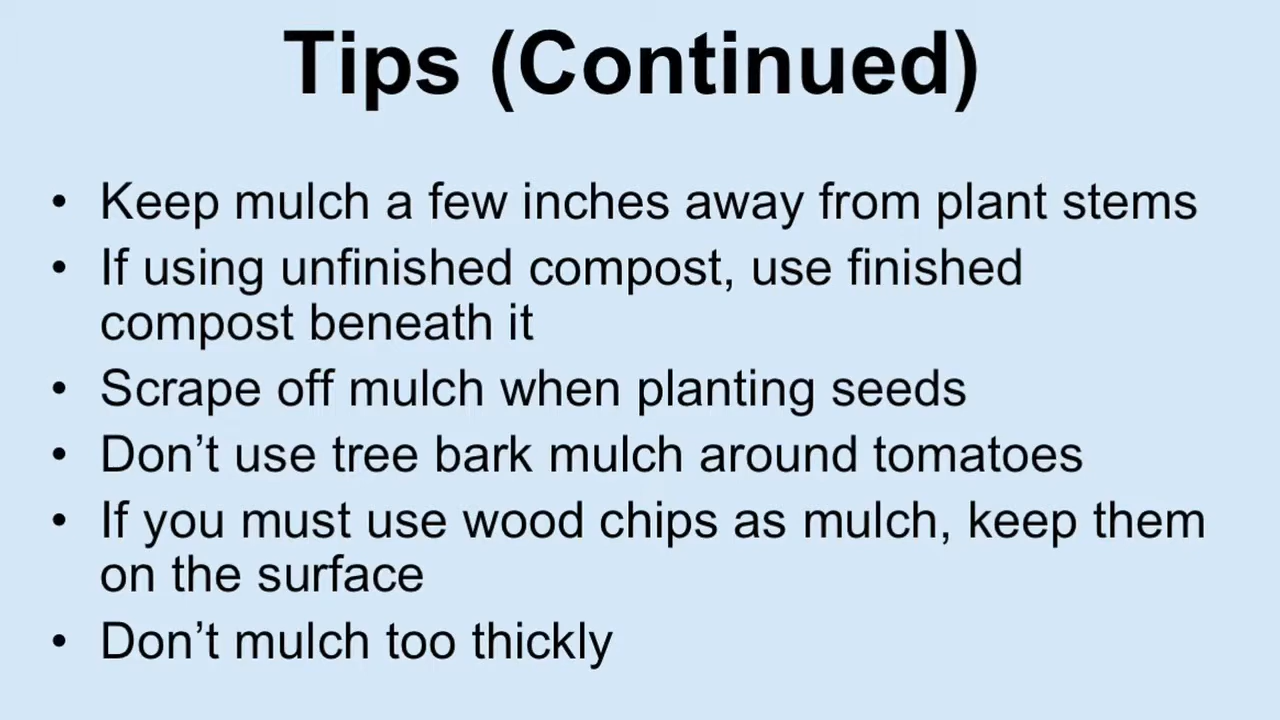 Tips (Continued)
• Keep mulch a few inches away from plant stems
• If using unfinished compost, use finished
compost beneath it
• Scrape off mulch when planting seeds
• Don’t use tree bark mulch around tomatoes
• If you must use wood chips as mulch, keep them
on the surface
• Don’t mulch too thickly